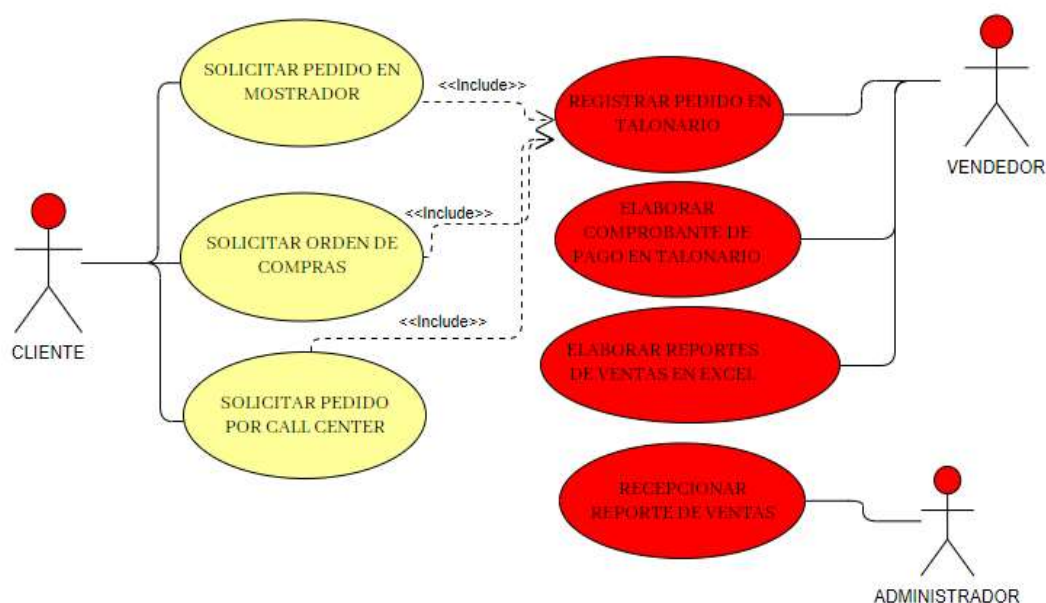 SOLICITAR PEDIDO EN
MOSTRADOR
<<Include>>
REGISTRAR PEDIDO EN
TALONARIO
VENDEDOR
SOLICITAR ORDEN DE
COMPRAS
<<Include>>
ELABORAR
COMPROBANTE DE
PAGO EN TALONARIO
CLIENTE
<<Include>>
ELABORAR REPORTES
DE VENTAS EN EXCEL
SOLICITAR PEDIDO
POR CALL CENTER
RECEPCIONAR
REPORTE DE VENTAS
ADMINISTRADOR